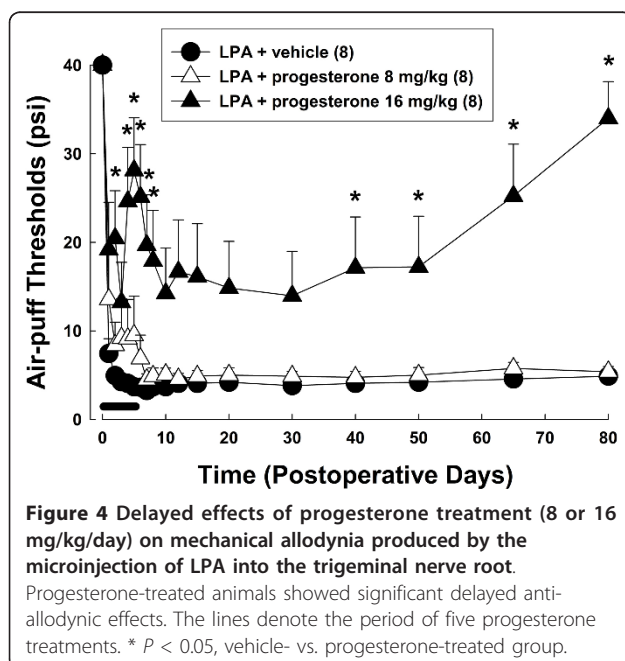 LPA + vehicle (8)
LPA + progesterone 8 mg/kg (8)
LPA + progesterone 16 mg/kg (8)
Air-puff Thresholds (psi)
40
30
20
10
0
* * * * * * * * * *
0 10 20 30 40 50 60 70 80
Time (Postoperative Days)
Figure 4 Delayed effects of progesterone treatment (8 or 16
mg/kg/day) on mechanical allodynia produced by the
microinjection of LPA into the trigeminal nerve root.
Progesterone-treated animals showed significant delayed anti-
allodynic effects. The lines denote the period of five progesterone
treatments. * P < 0.05, vehicle- vs. progesterone-treated group.